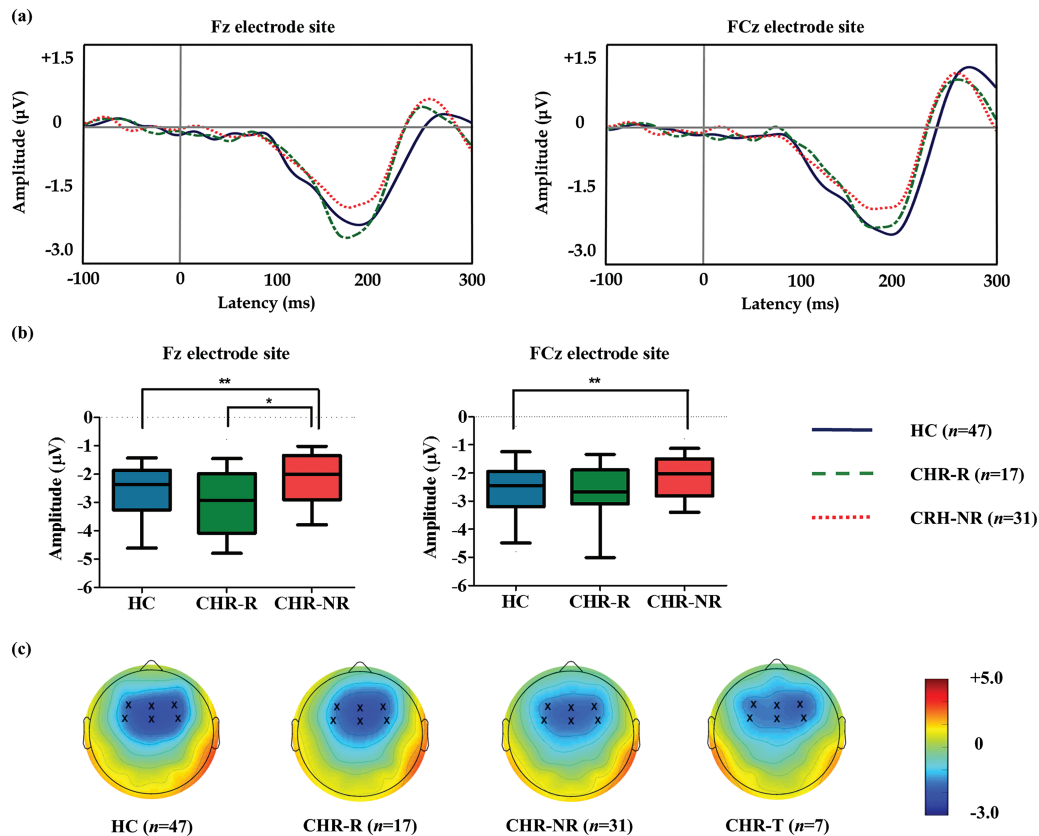 (a)
Fz electrode site
FCz electrode site
+1.5
0
-1.5
-3.0
Amplitude (µV)
-100 0 100 200 300
Latency (ms)
+1.5
0
-1.5
-3.0
Amplitude (µV)
-100 0 100 200 300
Latency (ms)
(b)
Fz electrode site
FCz electrode site
**
*
0
-1
-2
-3
-4
-5
-6
Amplitude (µV)
HC CHR-R CHR-NR
**
0
-1
-2
-3
-4
-5
-6
Amplitude (µV)
HC CHR-R CHR-NR
HC (n=47)
CHR-R (n=17)
CRH-NR (n=31)
(c)
X X X
X X X
X X X
X X X
X X X
X X X
X X X
X X X
HC (n=47)
CHR-R (n=17)
CHR-NR (n=31)
CHR-T (n=7)
+5.0
0
-3.0